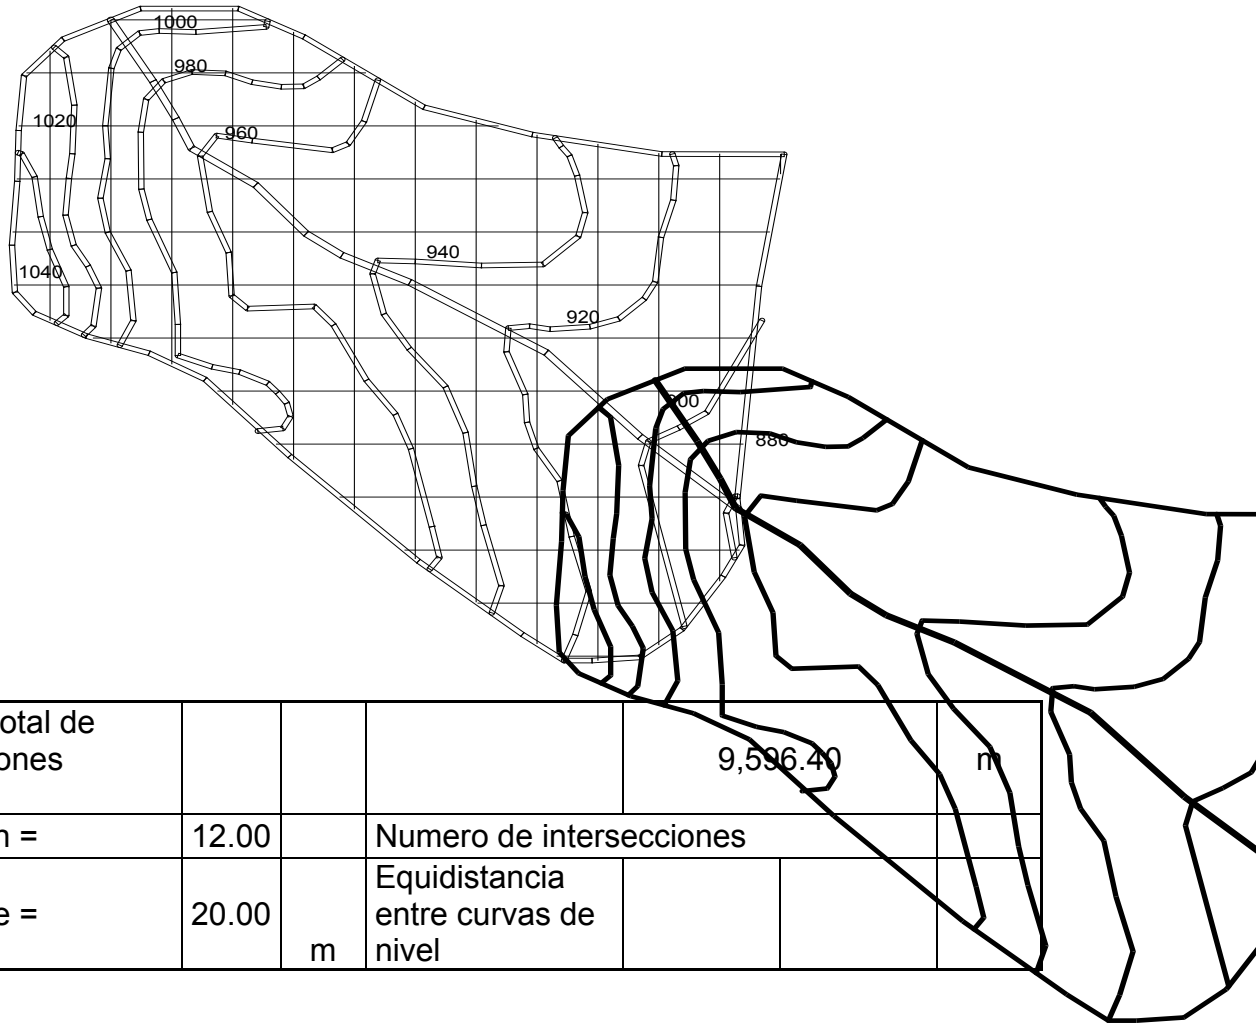 1000
980
1020
960
940
1040
920
900
880
otal de
ones
9,596.40 m
n = 12.00 Numero de intersecciones
e = 20.00 m Equidistancia
entre curvas de
nivel